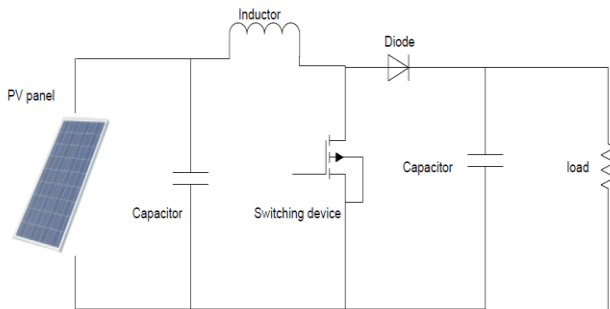 Inductor
Diode
PV panel
Capacitor
Switching device
Capacitor
load